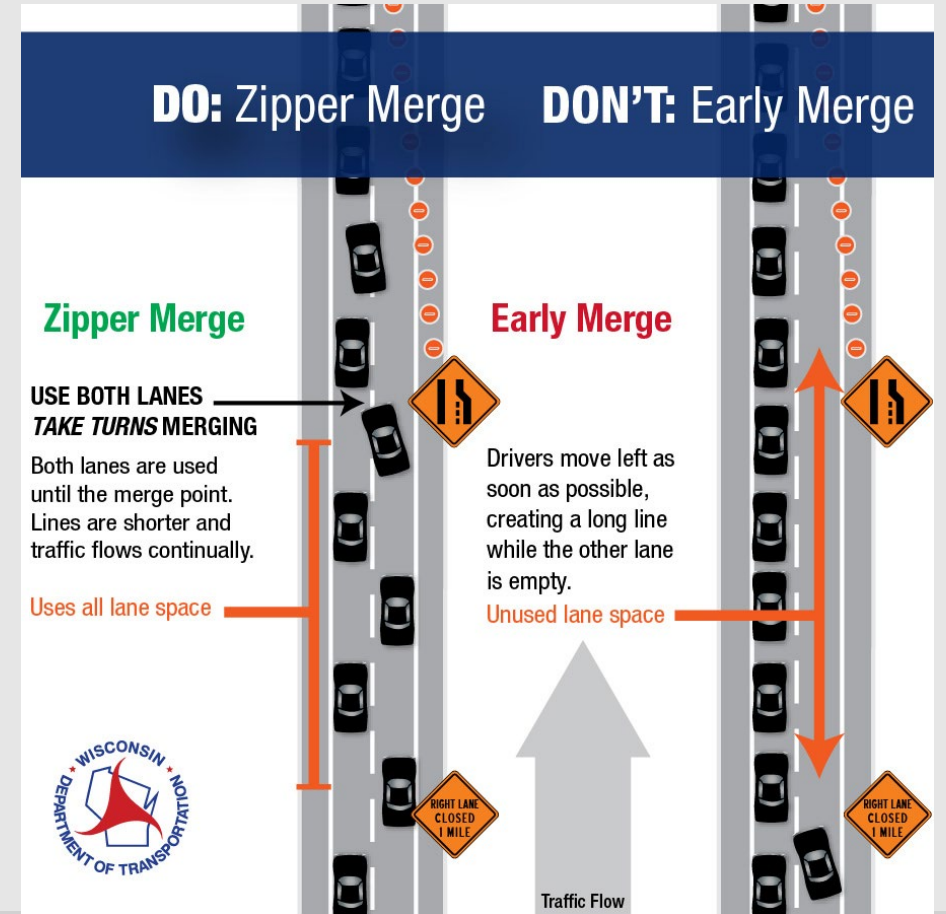 DO: Zipper Merge
DON'T: Early Merge
Zipper Merge
USE BOTH LANES
TAKE TURNS MERGING
Both lanes are used
until the merge point.
Lines are shorter and
traffic flows continually.
Uses all lane space
WISCONSIN
DEPARTMENT OF TRANSPORTATION
RIGHT LANE
CLOSED
1 MILE
Early Merge
Drivers move left as
soon as possible,
creating a long line
while the other lane
is empty.
Unused lane space
Traffic Flow
RIGHT LANE
CLOSED
1 MILE